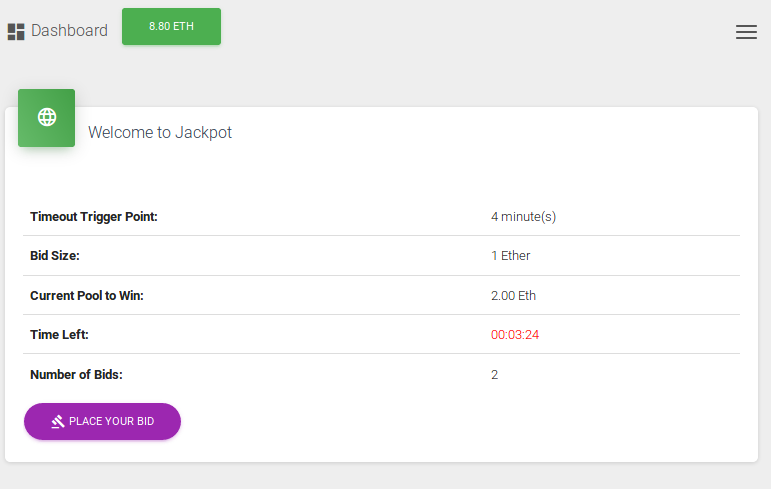 Dashboard 8.80 ETH
Welcome to Jackpot
Timeout Trigger Point: 4 minute(s)
Bid Size: 1 Ether
Current Pool to Win: 2.00 Eth
Time Left: 00:03:24
Number of Bids: 2
PLACE YOUR BID